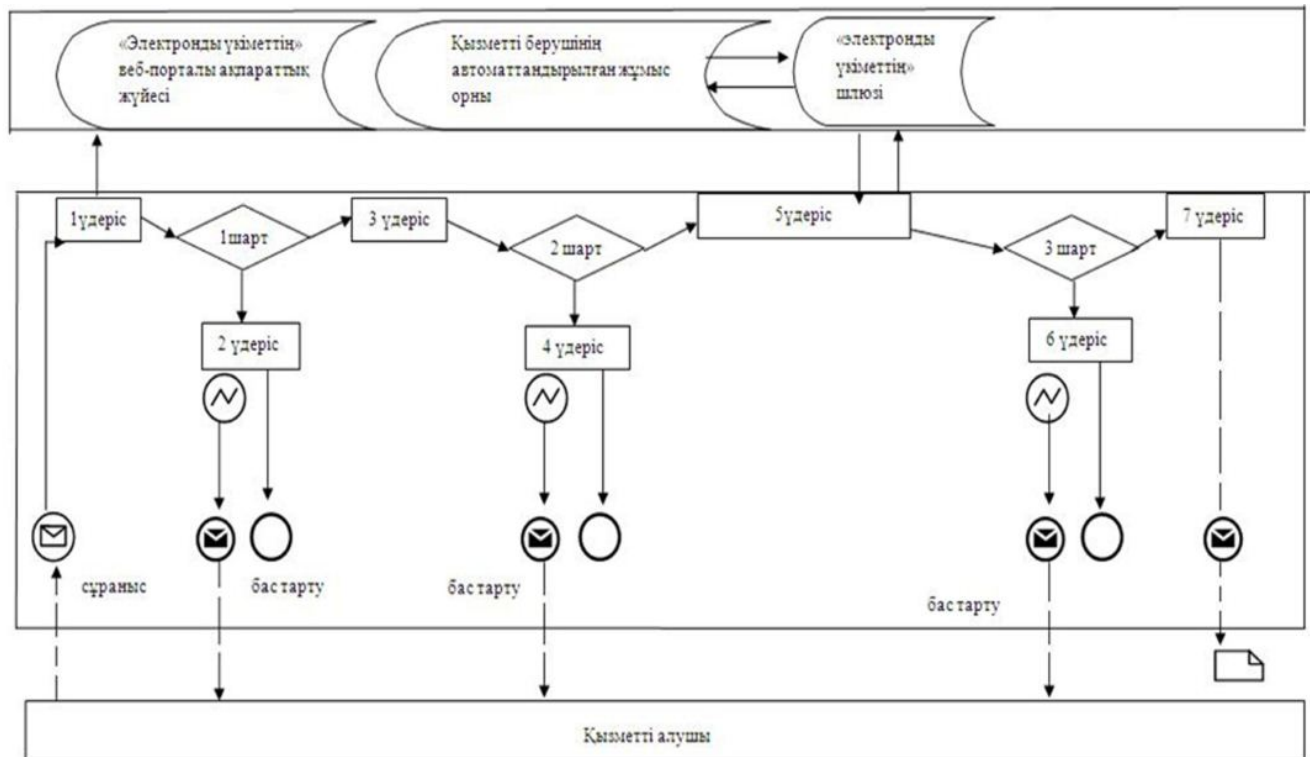 «Электронды үкіметтің»
веб-порталы ақпараттық
жүйесі
Қызметті берушінің
автоматтандырылған жұмыс
орны
«электронды
үкіметтің»
шлюзі
1үдеріс
1шарт
3 үдеріс
2 шарт
5үдеріс
3 шарт
7 үдеріс
2 үдеріс
4 үдеріс
6 үдеріс
сұраныс
бас тарту
бас тарту
бас тарту
Қызметті алушы